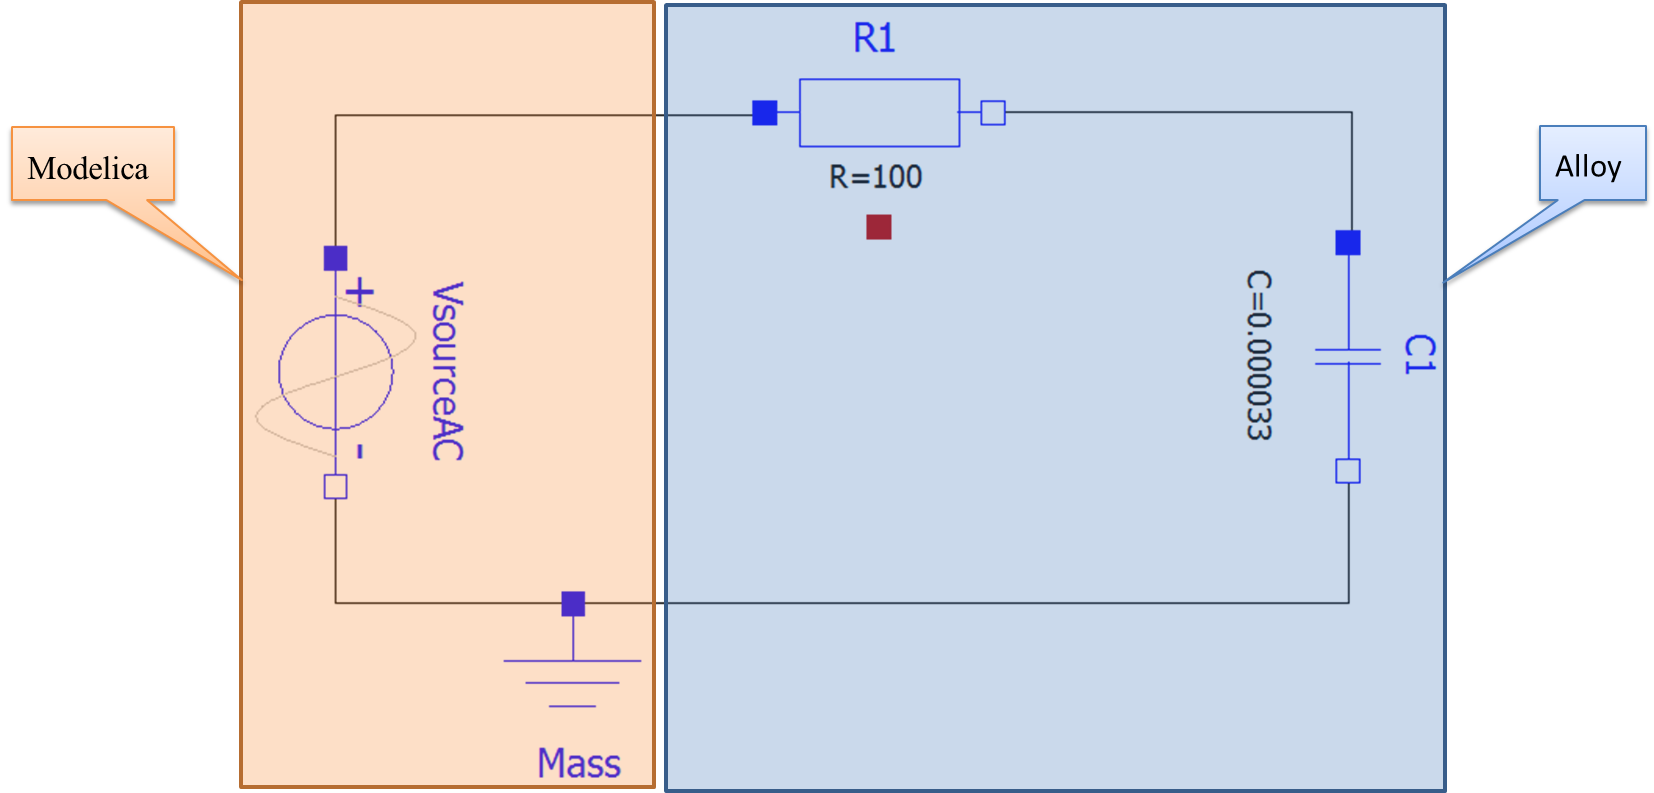 Modelica
+
VsourceAC
-
Mass
R1
R=100
C=0.000033
C1
Alloy